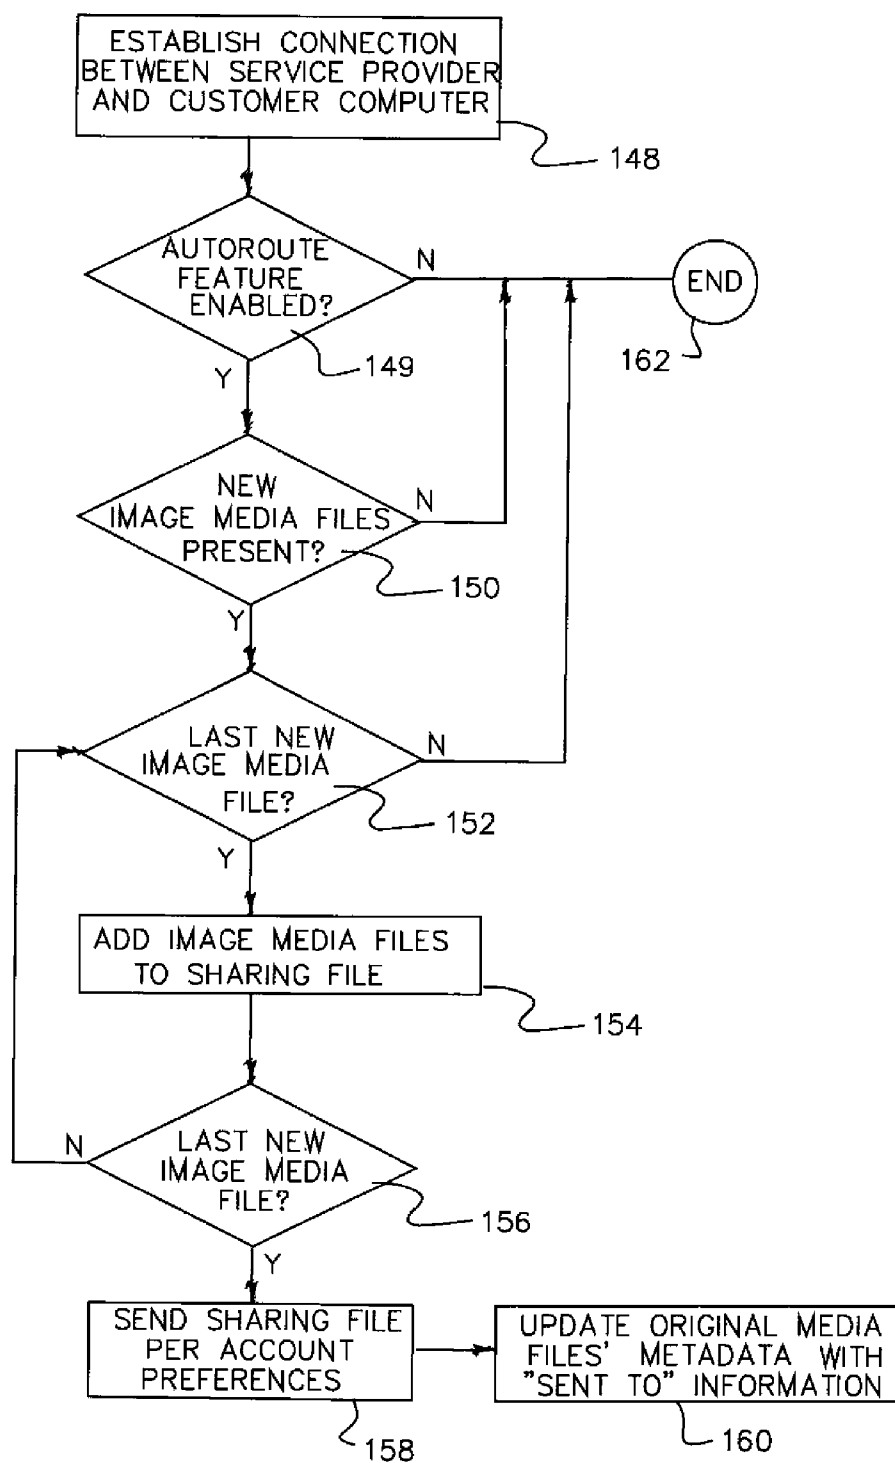 ESTABLISH CONNECTION
BETWEEN SERVICE PROVIDER
AND CUSTOMER COMPUTER
148
AUTOROUTE
FEATURE
ENABLED?
N
END
149
162
Y
NEW
IMAGE MEDIA FILES
PRESENT?
N
150
Y
LAST NEW
IMAGE MEDIA
FILE?
N
152
Y
ADD IMAGE MEDIA FILES
TO SHARING FILE
154
N
LAST NEW
IMAGE MEDIA
FILE?
156
Y
SEND SHARING FILE
PER ACCOUNT
PREFERENCES
158
UPDATE ORIGINAL MEDIA
FILES' METADATA WITH
"SENT TO" INFORMATION
160